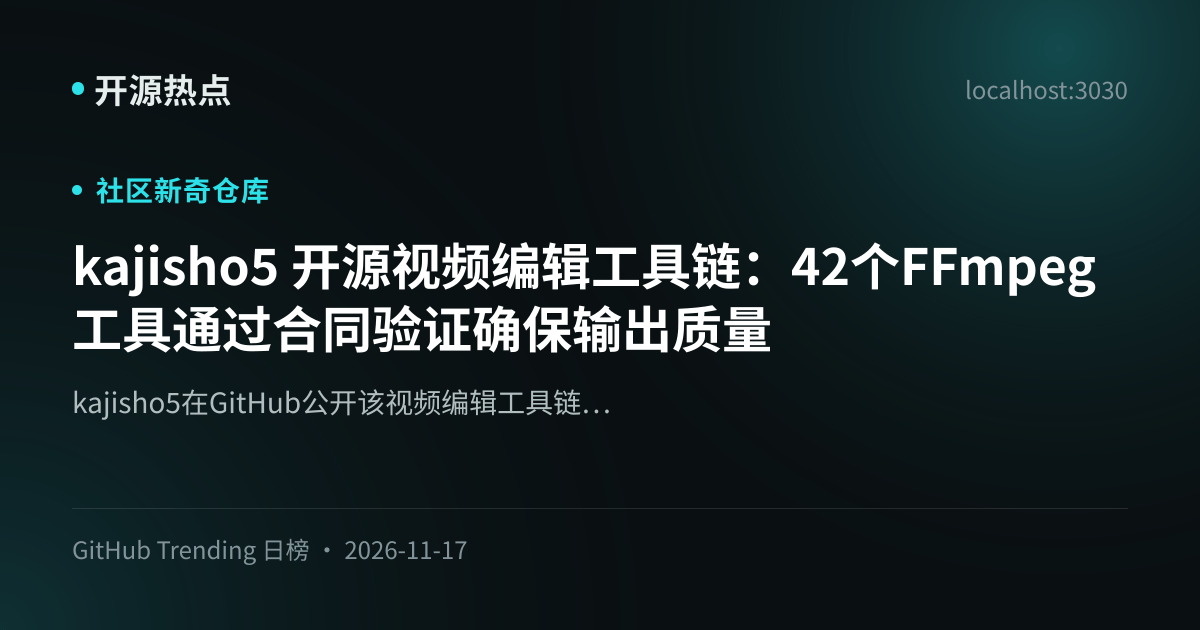 开源热点
localhost:3030
社区新奇仓库
kajisho5 开源视频编辑工具链：42个FFmpeg
工具通过合同验证确保输出质量
kajisho5在GitHub公开该视频编辑工具链…
GitHub Trending 日榜 · 2026-11-17